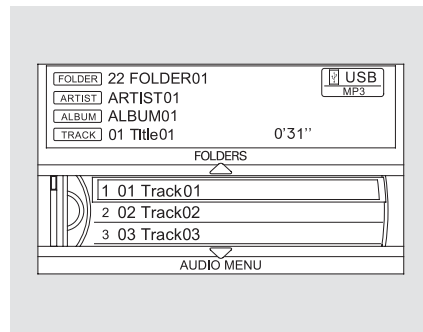 FOLDER 22 FOLDER01
USB
MP3
ARTIST ARTIST01
ALBUM ALBUM01
TRACK 01 TItle01 0'31''
FOLDERS
1 01 Track01
2 02 Track02
3 03 Track03
AUDIO MENU